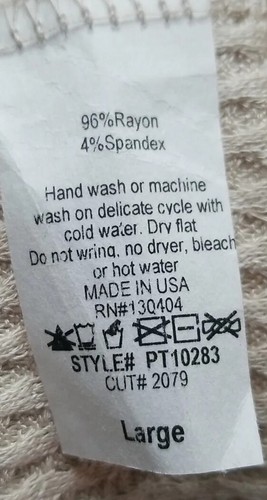 96%Rayon
4%Spandex
Hand wash or machine
wash on delicate cycle with
cold water. Dry flat
Do not wring, no dryer, bleach
or hot water
MADE IN USA
RN#130404
STYLE# PT10283
CUT# 2079
Large